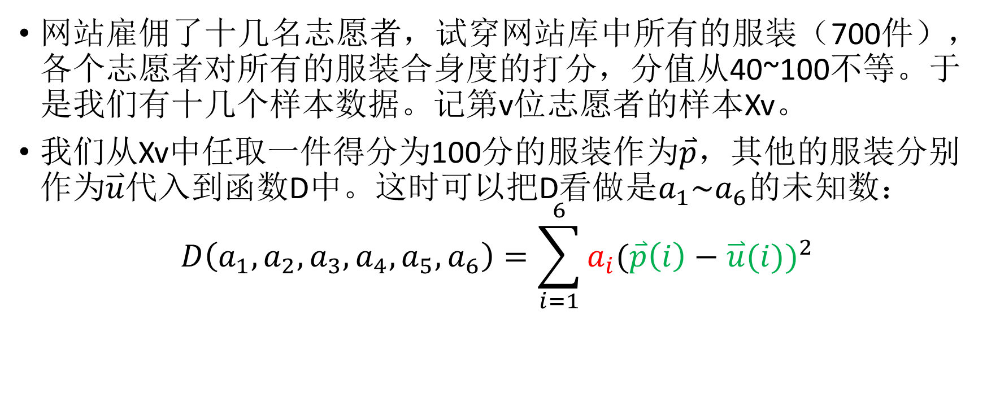 • 网站雇佣了十几名志愿者，试穿网站库中所有的服装（700件），
各个志愿者对所有的服装合身度的打分，分值从40~100不等。于
是我们有十几个样本数据。记第v位志愿者的样本Xv。
• 我们从Xv中任取一件得分为100分的服装作为$\vec{p}$，其他的服装分别
作为$\vec{u}$代入到函数D中。这时可以把D看做是$a_1$~$a_6$的未知数：
$D(a_1, a_2, a_3, a_4, a_5, a_6) = \sum_{i=1}^{6} a_i(\vec{p}(i) - \vec{u}(i))^2$